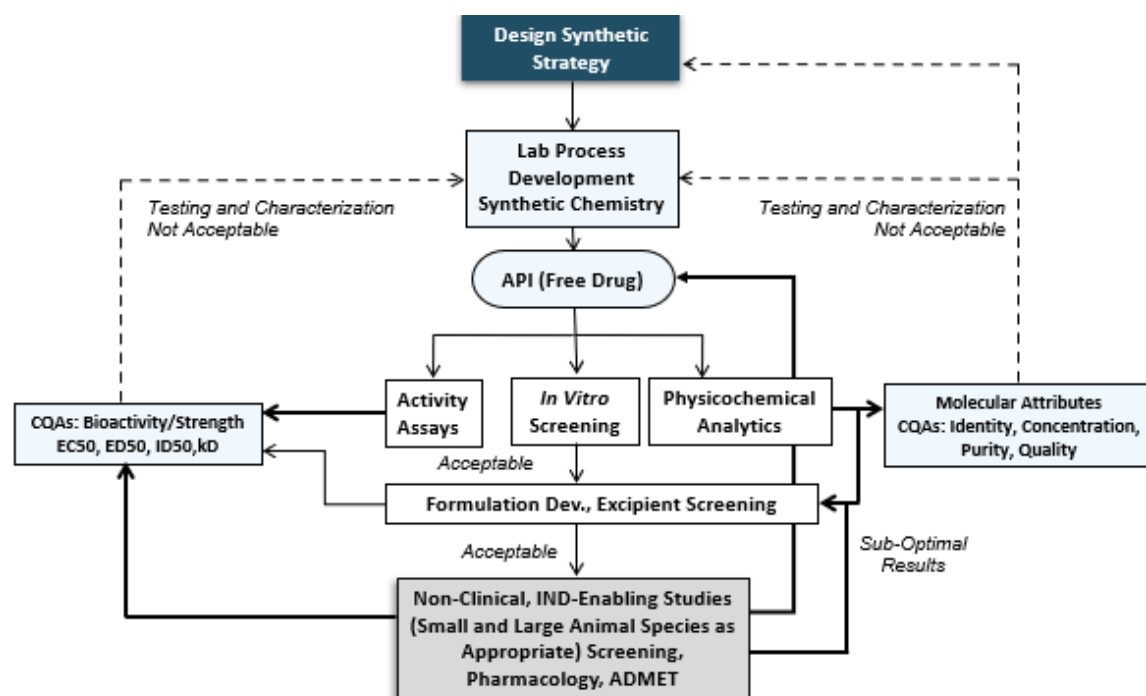 Design Synthetic
Strategy
Lab Process
Development
Synthetic Chemistry
Testing and Characterization
Not Acceptable
Testing and Characterization
Not Acceptable
API (Free Drug)
Activity
Assays
In Vitro
Screening
Physicochemical
Analytics
CQAs: Bioactivity/Strength
EC50, ED50, ID50,kD
Molecular Attributes
CQAs: Identity, Concentration,
Purity, Quality
Acceptable
Formulation Dev., Excipient Screening
Acceptable
Sub-Optimal
Results
Non-Clinical, IND-Enabling Studies
(Small and Large Animal Species as
Appropriate) Screening,
Pharmacology, ADMET